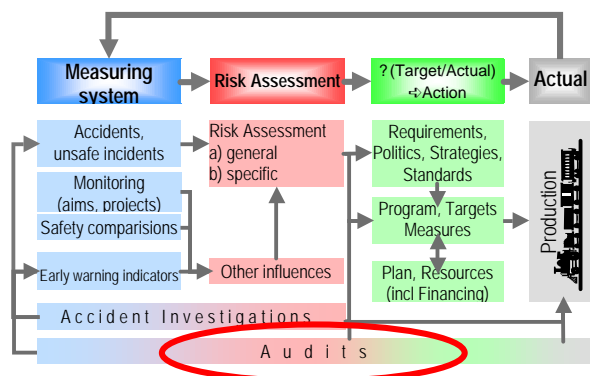 Measuring
system
Risk Assessment
? (Target/Actual)
➪Action
Actual
Accidents,
unsafe incidents
Monitoring
(aims, projects)
Safety comparisions
Early warning indicators
Risk Assessment
a) general
b) specific
Other influences
Requirements,
Politics, Strategies,
Standards
Program, Targets
Measures
Plan, Resources
(incl Financing)
Production
Accident Investigations
Audits